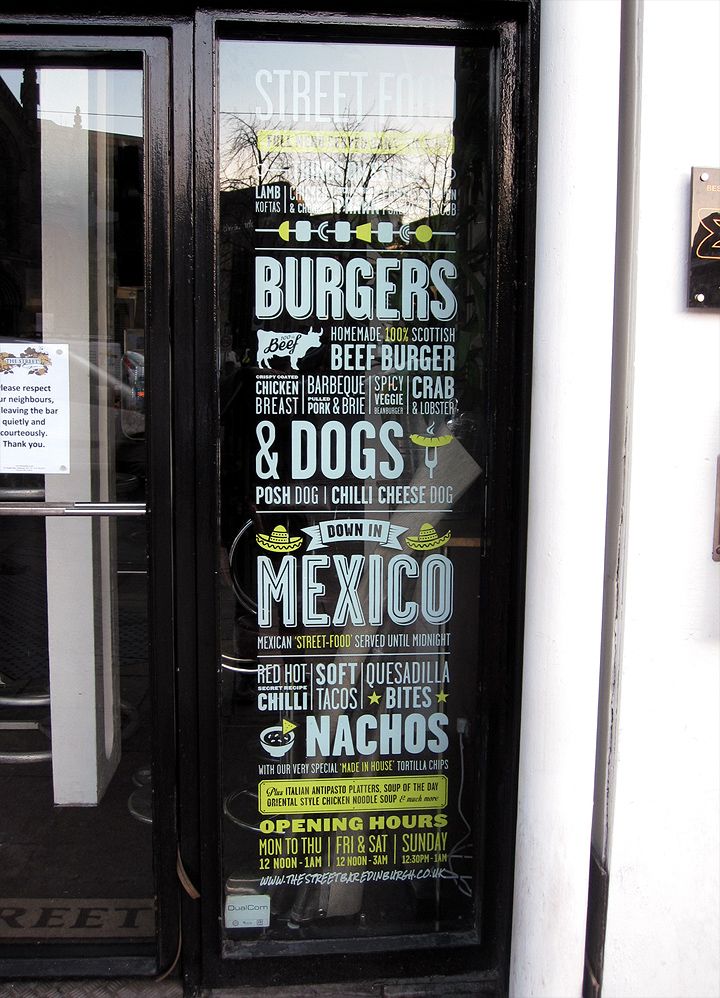 STREET FOOD
LAMB
KOFTAS
BURGERS
100%
Beef
HOMEMADE 100% SCOTTISH
BEEF BURGER
CRISPY COATED
CHICKEN
BREAST
BARBEQUE
PULLED
PORK & BRIE
SPICY
VEGGIE
BEANBURGER
CRAB
& LOBSTER
& DOGS
POSH DOG | CHILLI CHEESE DOG
DOWN IN
MEXICO
MEXICAN 'STREET-FOOD' SERVED UNTIL MIDNIGHT
RED HOT
SECRET RECIPE
CHILLI
SOFT
TACOS
QUESADILLA
BITES
NACHOS
WITH OUR VERY SPECIAL 'MADE IN HOUSE' TORTILLA CHIPS
Plus ITALIAN ANTIPASTO PLATTERS, SOUP OF THE DAY
ORIENTAL STYLE CHICKEN NOODLE SOUP & much more
OPENING HOURS
MON TO THU
12 NOON - 1AM
FRI & SAT
12 NOON - 3AM
SUNDAY
12:30PM - 1AM
WWW.THESTREETBAREDINBURGH.CO.UK
DualCom
THE STREET
lease respect
ur neighbours,
leaving the bar
quietly and
courteously.
Thank you.
REET
BES